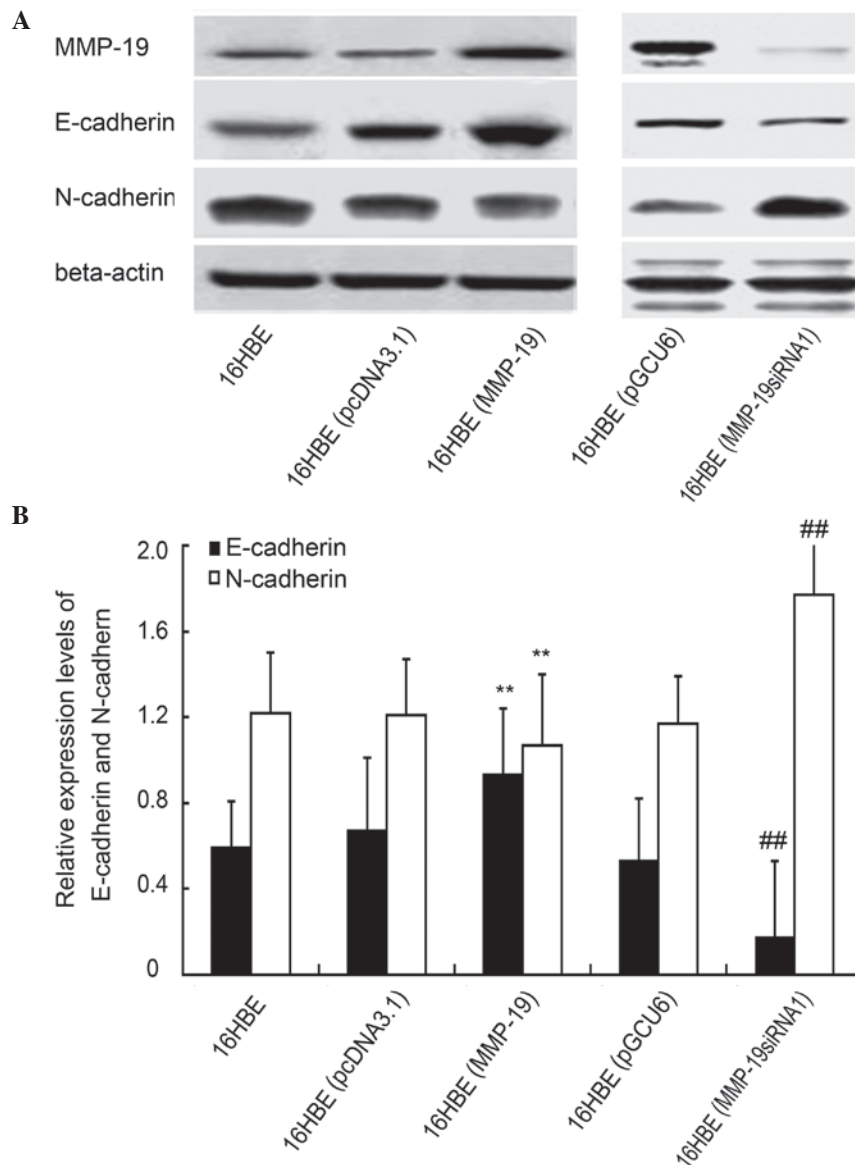 A
MMP-19
E-cadherin
N-cadherin
beta-actin
16HBE
16HBE (pcDNA3.1)
16HBE (MMP-19)
16HBE (pGCU6)
16HBE (MMP-19siRNA1)
B
Relative expression levels of
E-cadherin and N-cadhern
2.0
1.6
1.2
0.8
0.4
0
E-cadherin
N-cadherin
**
**
##
##
16HBE
16HBE (pcDNA3.1)
16HBE (MMP-19)
16HBE (pGCU6)
16HBE (MMP-19siRNA1)